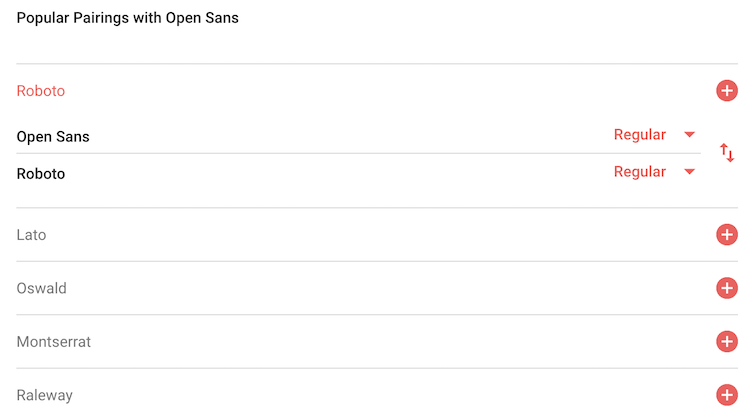 Popular Pairings with Open Sans
Roboto
Open Sans Regular
Roboto Regular
Lato
Oswald
Montserrat
Raleway